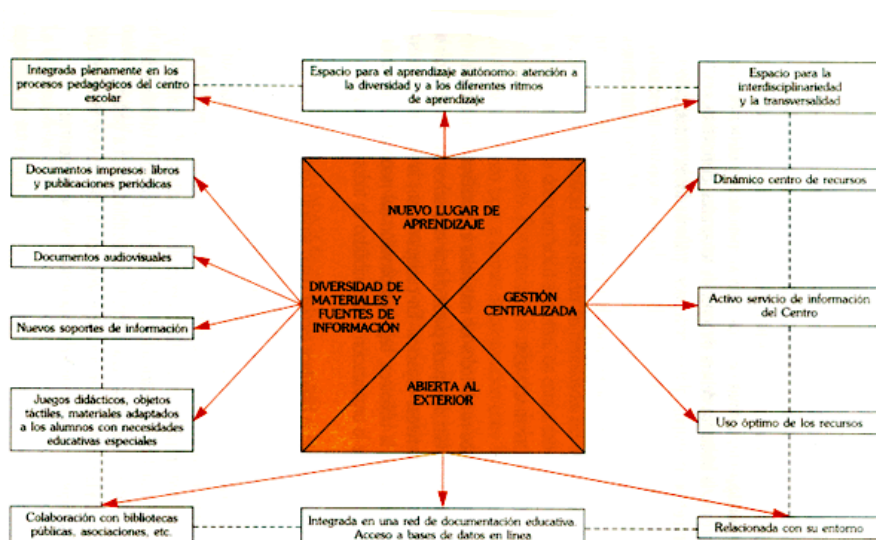 Integrada plenamente en los
procesos pedagógicos del centro
escolar
Espacio para el aprendizaje autónomo: atención a
la diversidad y a los diferentes ritmos
de aprendizaje
Espacio para la
interdisciplinariedad
y la transversalidad
Documentos impresos: libros
y publicaciones periódicas
Documentos audiovisuales
Nuevos soportes de información
Juegos didácticos, objetos
táctiles, materiales adaptados
a los alumnos con necesidades
educativas especiales
NUEVO LUGAR DE
APRENDIZAJE
DIVERSIDAD DE
MATERIALES Y
FUENTES DE
INFORMACIÓN
GESTIÓN
CENTRALIZADA
ABIERTA AL
EXTERIOR
Dinámico centro de recursos
Activo servicio de información
del Centro
Uso óptimo de los recursos
Colaboración con bibliotecas
públicas, asociaciones, etc.
Integrada en una red de documentación educativa.
Acceso a bases de datos en línea
Relacionada con su entorno